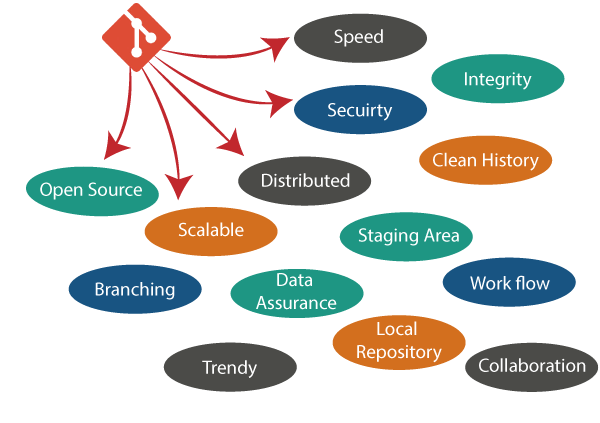 Speed
Integrity
Secuirty
Clean History
Distributed
Open Source
Scalable
Staging Area
Branching
Data
Assurance
Work flow
Local
Repository
Trendy
Collaboration